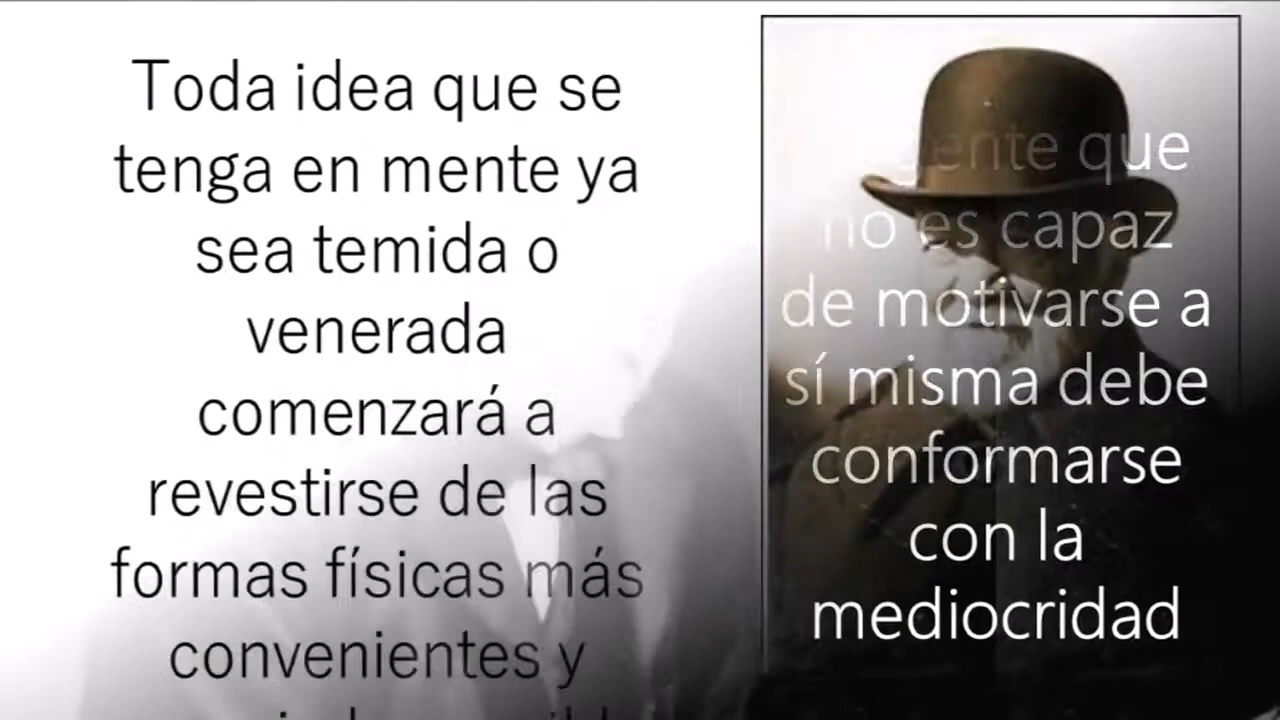 Toda idea que se
tenga en mente ya
sea temida o
venerada
comenzará a
revestirse de las
formas físicas más
convenientes y
gente que
no es capaz
de motivarse a
sí misma debe
conformarse
con la
mediocridad